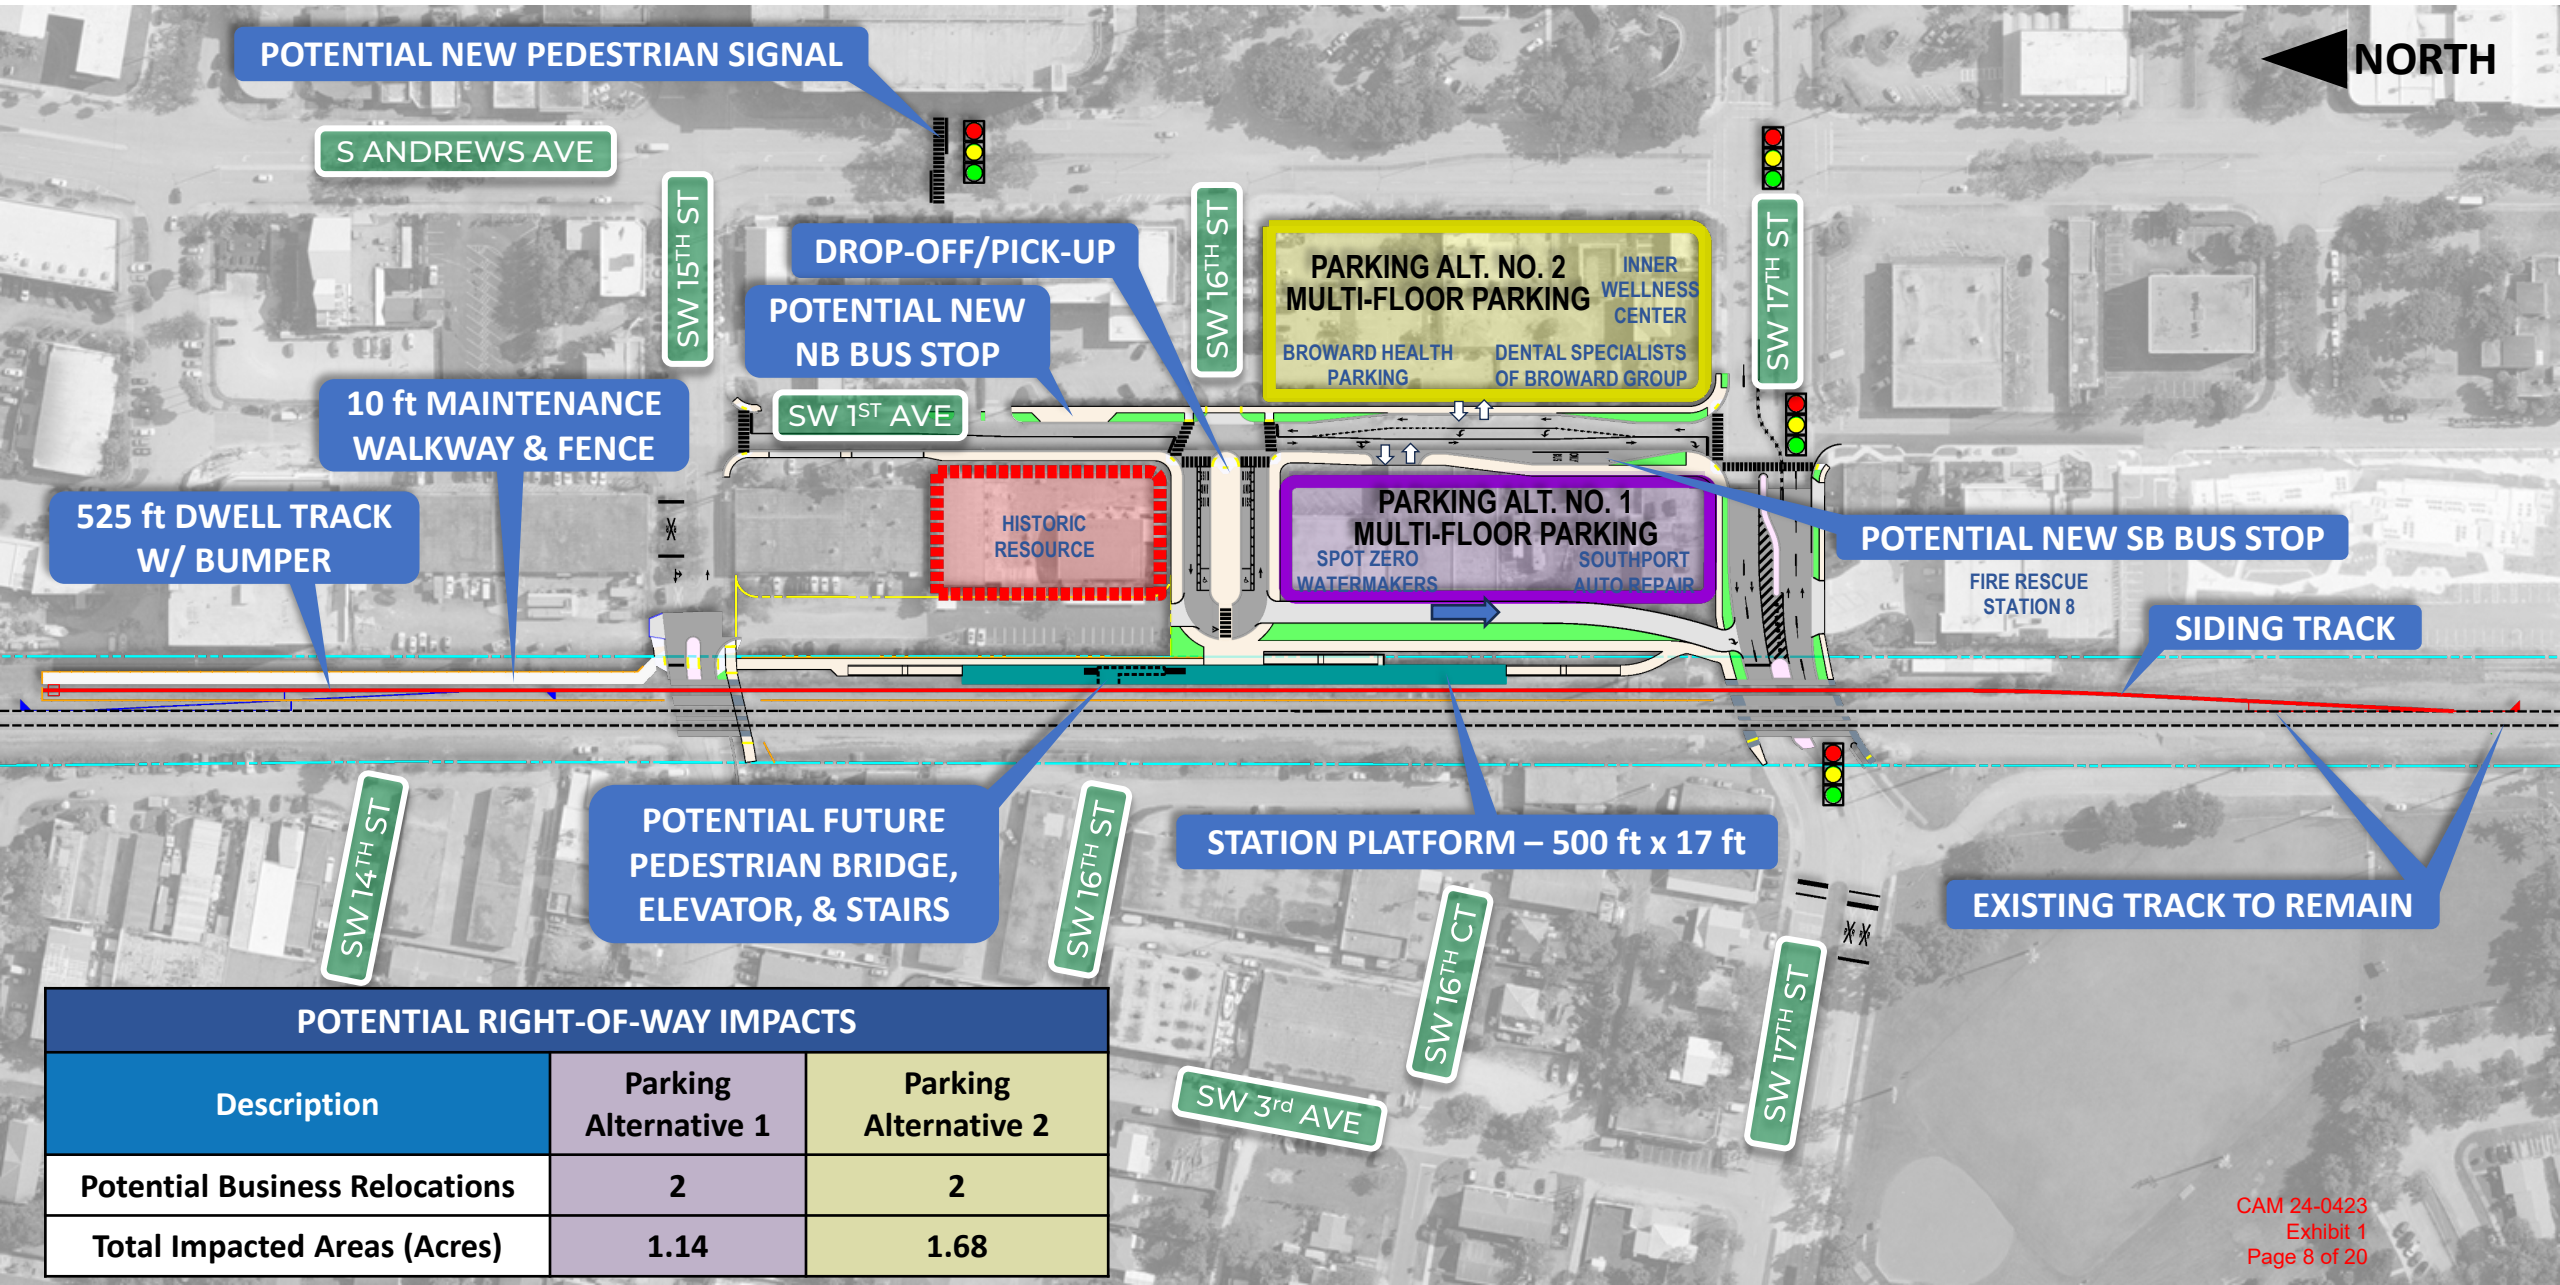 POTENTIAL NEW PEDESTRIAN SIGNAL
NORTH
S ANDREWS AVE
SW 15TH ST
SW 16TH ST
SW 17TH ST
DROP-OFF/PICK-UP
POTENTIAL NEW
NB BUS STOP
PARKING ALT. NO. 2
MULTI-FLOOR PARKING
INNER
WELLNESS
CENTER
BROWARD HEALTH
PARKING
DENTAL SPECIALISTS
OF BROWARD GROUP
10 ft MAINTENANCE
WALKWAY & FENCE
SW 1ST AVE
525 ft DWELL TRACK
W/ BUMPER
HISTORIC
RESOURCE
PARKING ALT. NO. 1
MULTI-FLOOR PARKING
SPOT ZERO
WATERMAKERS
SOUTHPORT
AUTO REPAIR
POTENTIAL NEW SB BUS STOP
FIRE RESCUE
STATION 8
SIDING TRACK
POTENTIAL FUTURE
PEDESTRIAN BRIDGE,
ELEVATOR, & STAIRS
STATION PLATFORM – 500 ft x 17 ft
EXISTING TRACK TO REMAIN
SW 14TH ST
SW 16TH ST
SW 16TH CT
SW 17TH ST
SW 3rd AVE
POTENTIAL RIGHT-OF-WAY IMPACTS
Description
Parking
Alternative 1
Parking
Alternative 2
Potential Business Relocations 2 2
Total Impacted Areas (Acres) 1.14 1.68
CAM 24-0423
Exhibit 1
Page 8 of 20